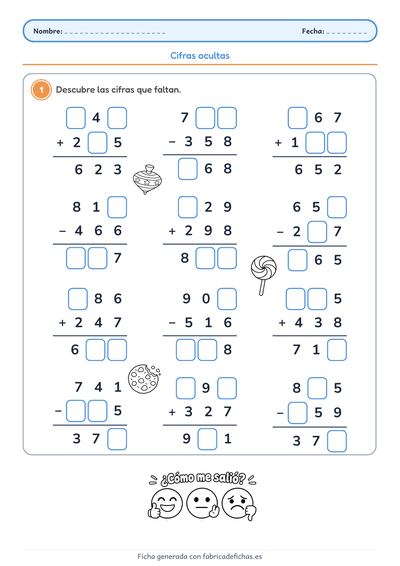 Nombre: Fecha:
Cifras ocultas
1 Descubre las cifras que faltan.
4 7 6 7
+ 2 5 - 3 5 8 + 1
6 2 3 6 8 6 5 2
8 1 2 9 6 5
- 4 6 6 + 2 9 8 - 2 7
7 8 6 5
8 6 9 0 5
+ 2 4 7 - 5 1 6 + 4 3 8
6 8 7 1
7 4 1 9 8 5
- 5 + 3 2 7 - 5 9
3 7 9 1 3 7
¿Cómo me salió?
Ficha generada con fabricadefichas.es